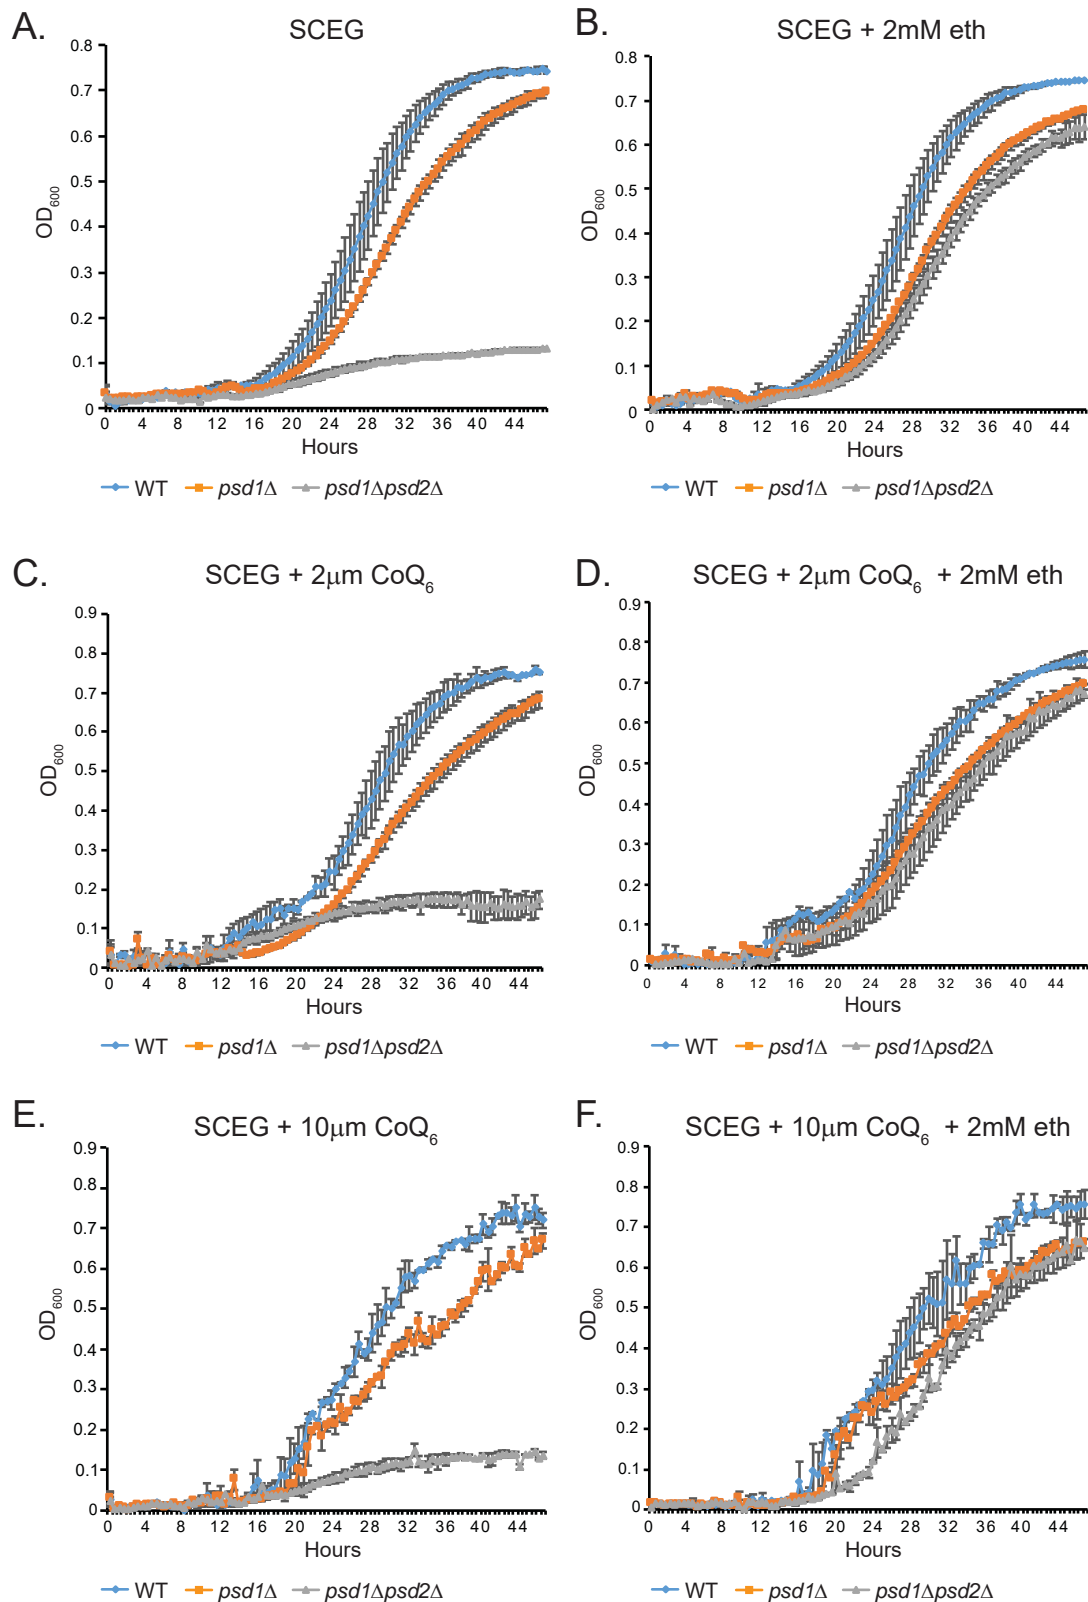 A.
SCEG
0.8
0.7
0.6
0.5
0.4
0.3
0.2
0.1
0
OD600
0 4 8 12 16 20 24 28 32 36 40 44
Hours
WT psd1Δ psd1Δpsd2Δ
B.
SCEG + 2mM eth
0.8
0.7
0.6
0.5
0.4
0.3
0.2
0.1
0
OD600
0 4 8 12 16 20 24 28 32 36 40 44
Hours
WT psd1Δ psd1Δpsd2Δ
C.
SCEG + 2μm CoQ6
0.9
0.8
0.7
0.6
0.5
0.4
0.3
0.2
0.1
0
OD600
0 4 8 12 16 20 24 28 32 36 40 44
Hours
WT psd1Δ psd1Δpsd2Δ
D.
SCEG + 2μm CoQ6 + 2mM eth
0.9
0.8
0.7
0.6
0.5
0.4
0.3
0.2
0.1
0
OD600
0 4 8 12 16 20 24 28 32 36 40 44
Hours
WT psd1Δ psd1Δpsd2Δ
E.
SCEG + 10μm CoQ6
0.9
0.8
0.7
0.6
0.5
0.4
0.3
0.2
0.1
0
OD600
0 4 8 12 16 20 24 28 32 36 40 44
Hours
WT psd1Δ psd1Δpsd2Δ
F.
SCEG + 10μm CoQ6 + 2mM eth
0.9
0.8
0.7
0.6
0.5
0.4
0.3
0.2
0.1
0
OD600
0 4 8 12 16 20 24 28 32 36 40 44
Hours
WT psd1Δ psd1Δpsd2Δ